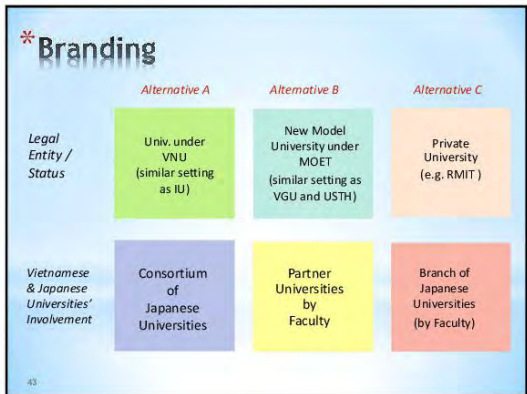 *Branding
Alternative A Alternative B Alternative C
Legal
Entity /
Status
Univ. under
VNU
(similar setting
as IU)
New Model
University under
MOET
(similar setting as
VGU and USTH)
Private
University
(e.g. RMIT )
Vietnamese
& Japanese
Universities'
Involvement
Consortium
of
Japanese
Universities
Partner
Universities
by
Faculty
Branch of
Japanese
Universities
(by Faculty)
43